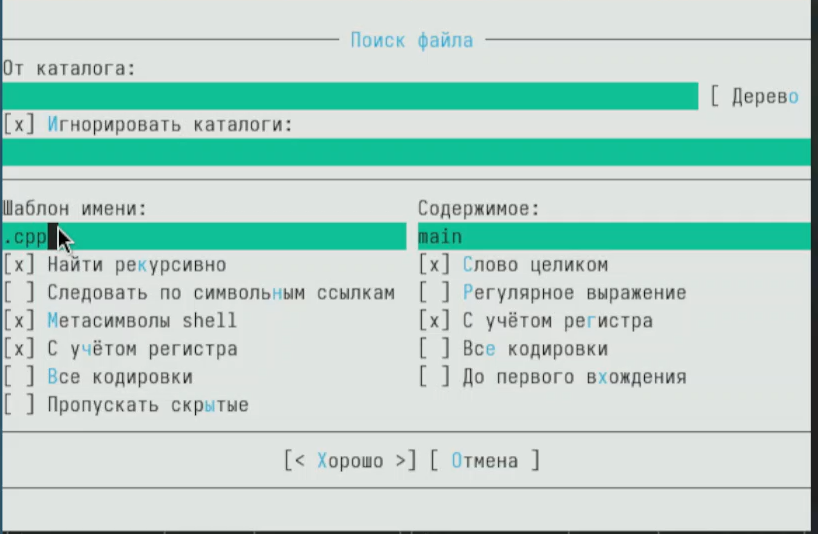 Поиск файла
От каталога:
[ Дерево
[x] Игнорировать каталоги:
Шаблон имени: Содержимое:
.cpp main
[x] Найти рекурсивно [x] Слово целиком
[ ] Следовать по символьным ссылкам [ ] Регулярное выражение
[x] Метасимволы shell [x] С учётом регистра
[x] С учётом регистра [ ] Все кодировки
[ ] Все кодировки [ ] До первого вхождения
[ ] Пропускать скрытые
[< Хорошо >] [ Отмена ]